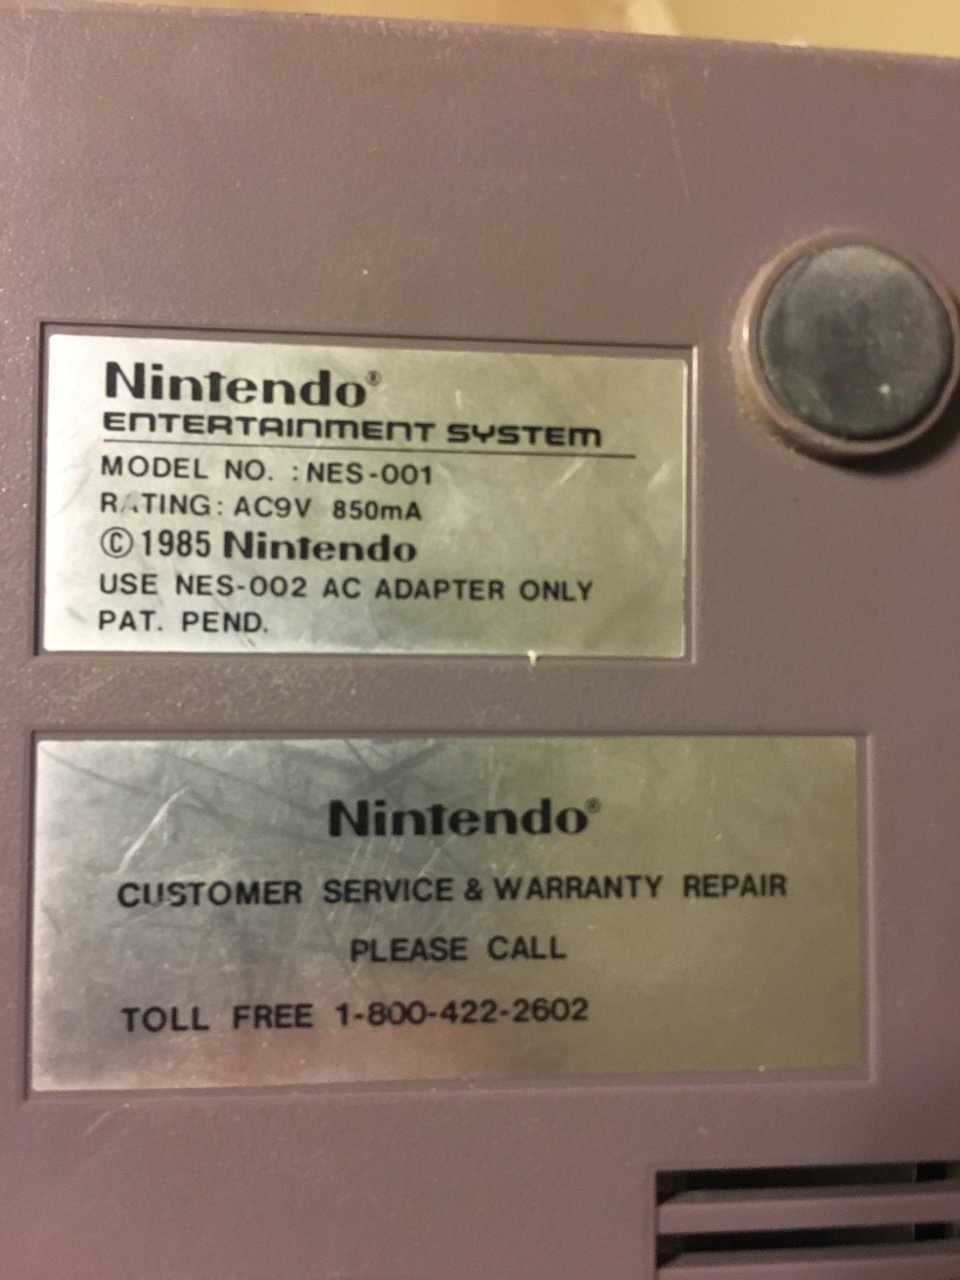 Nintendo®
ENTERTAINMENT SYSTEM
MODEL NO. : NES-001
RATING: AC9V 850mA
©1985 Nintendo
USE NES-002 AC ADAPTER ONLY
PAT. PEND.
Nintendo®
CUSTOMER SERVICE & WARRANTY REPAIR
PLEASE CALL
TOLL FREE 1-800-422-2602